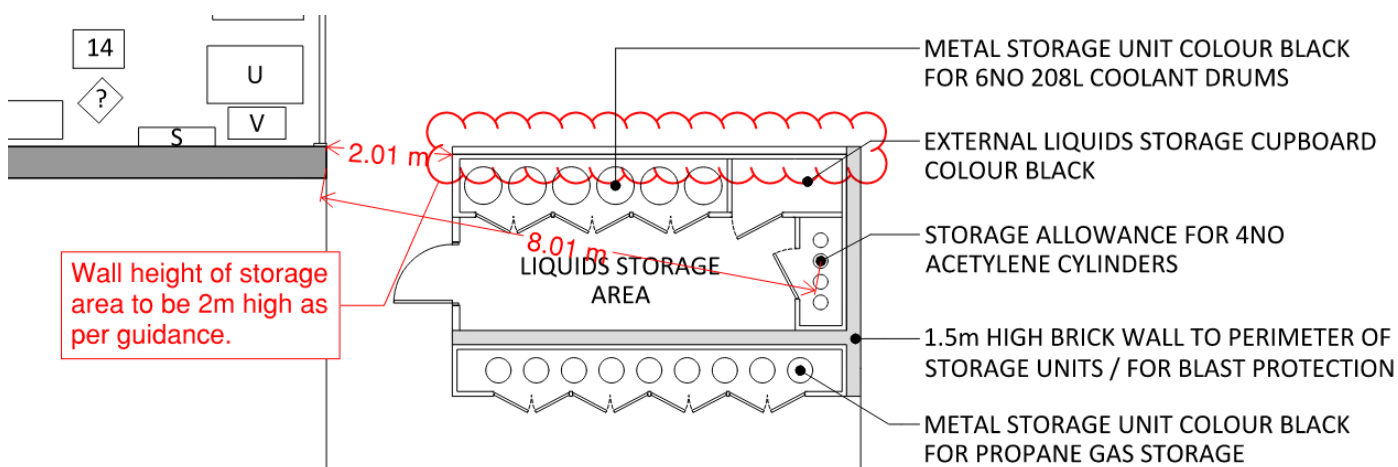 14
?
U
V
S
2.01 m
8.01 m
Wall height of storage
area to be 2m high as
per guidance.
LIQUIDS STORAGE
AREA
METAL STORAGE UNIT COLOUR BLACK
FOR 6NO 208L COOLANT DRUMS
EXTERNAL LIQUIDS STORAGE CUPBOARD
COLOUR BLACK
STORAGE ALLOWANCE FOR 4NO
ACETYLENE CYLINDERS
1.5m HIGH BRICK WALL TO PERIMETER OF
STORAGE UNITS / FOR BLAST PROTECTION
METAL STORAGE UNIT COLOUR BLACK
FOR PROPANE GAS STORAGE